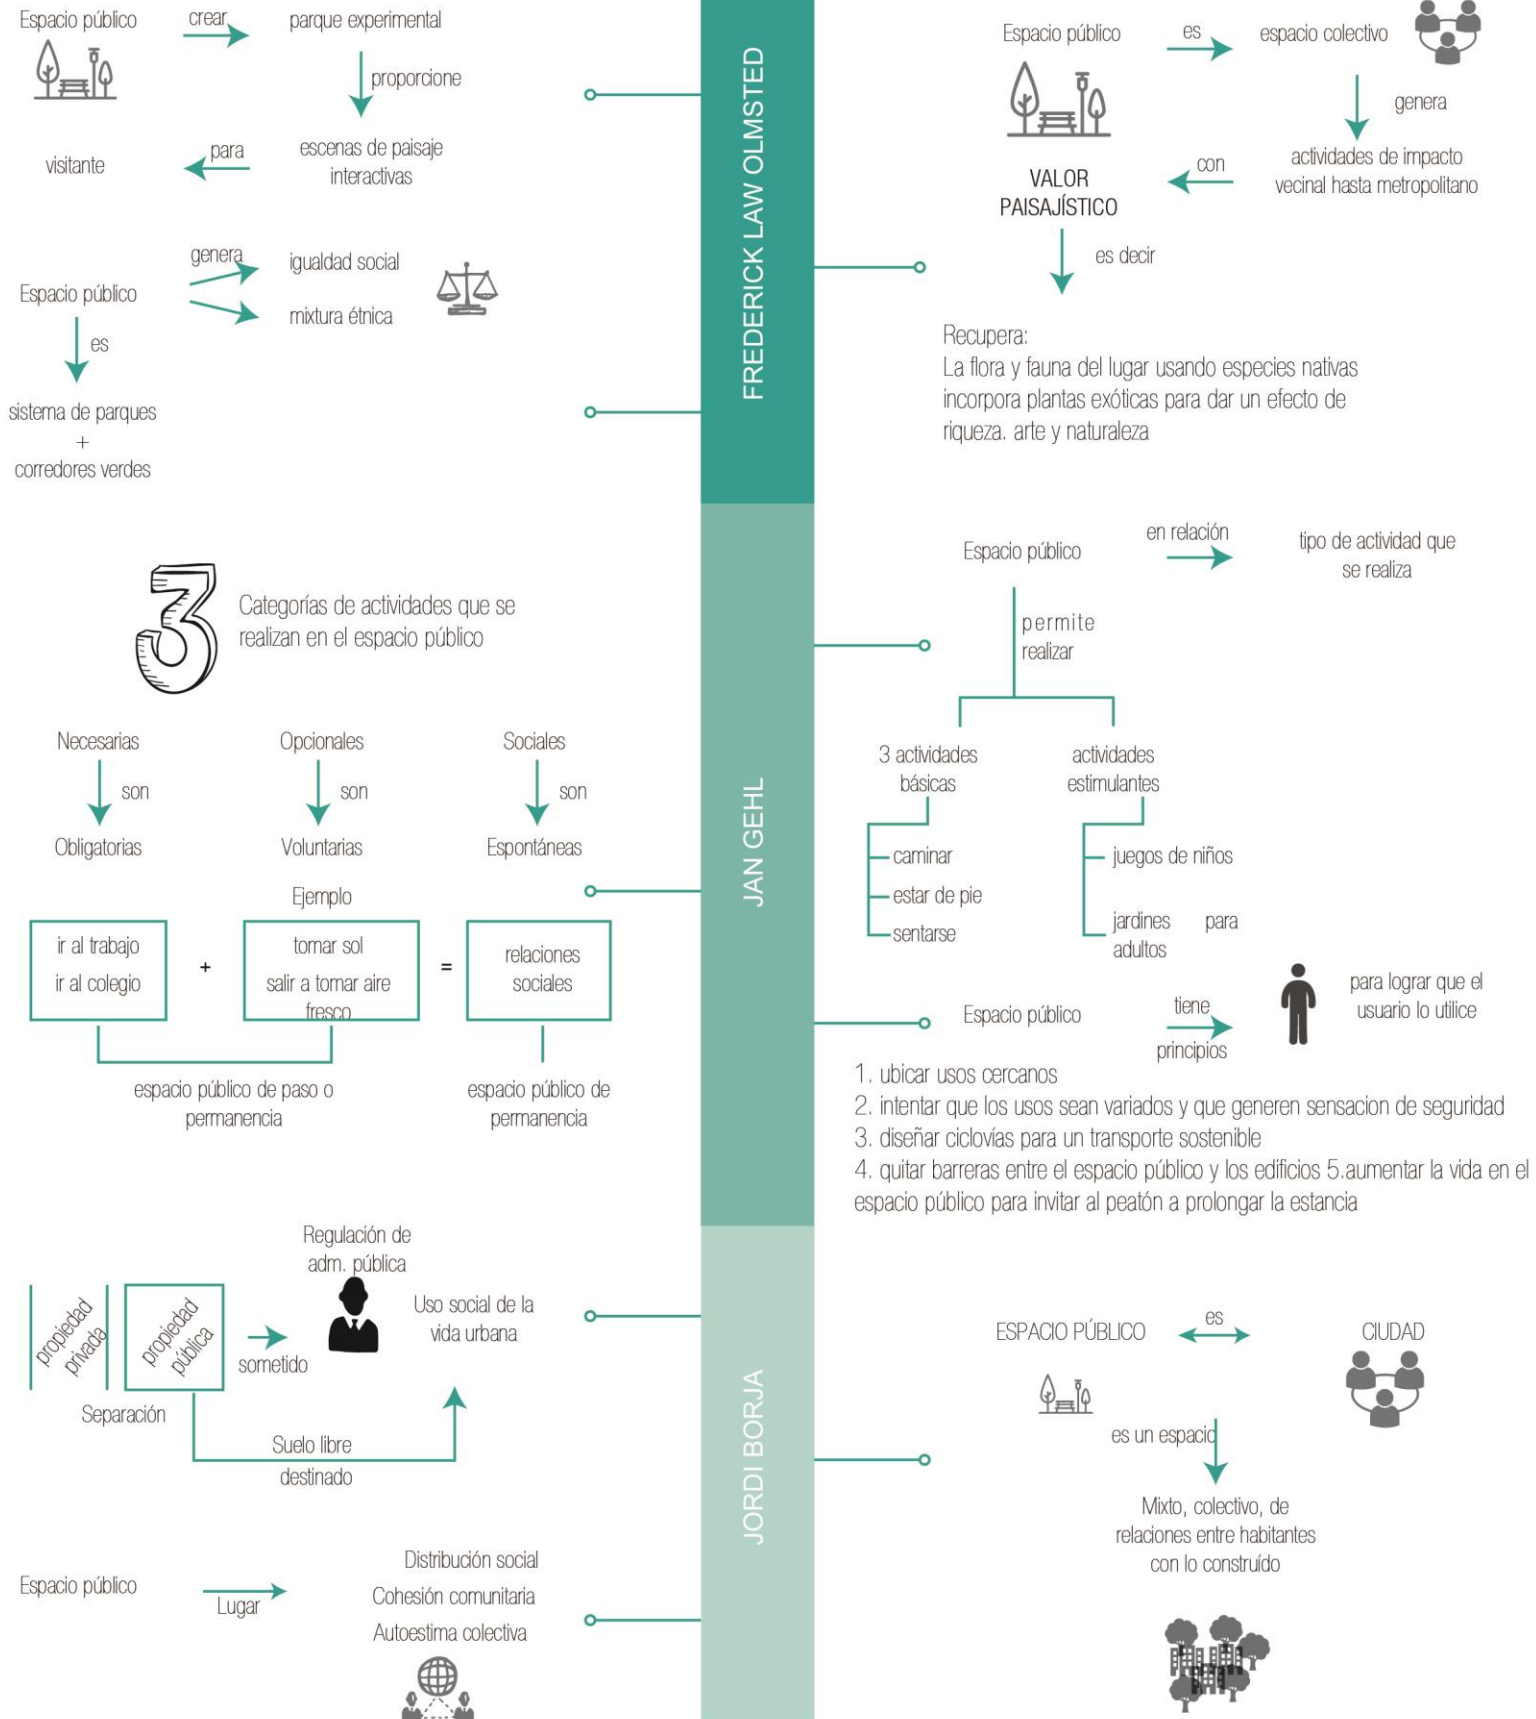 Espacio público
crear
parque experimental
proporcione
escenas de paisaje
interactivas
para
visitante
Espacio público
genera
igualdad social
mixtura étnica
es
sistema de parques
+
corredores verdes
FREDERICK LAW OLMSTED
Espacio público
es
espacio colectivo
genera
actividades de impacto
vecinal hasta metropolitano
con
VALOR
PAISAJÍSTICO
es decir
Recupera:
La flora y fauna del lugar usando especies nativas
incorpora plantas exóticas para dar un efecto de
riqueza. arte y naturaleza
3
Categorías de actividades que se
realizan en el espacio público
Necesarias
son
Obligatorias
Opcionales
son
Voluntarias
Sociales
son
Espontáneas
Ejemplo
ir al trabajo
ir al colegio
+
tomar sol
salir a tomar aire
fresco
=
relaciones
sociales
espacio público de paso o
permanencia
espacio público de
permanencia
JAN GEHL
Espacio público
en relación
tipo de actividad que
se realiza
permite
realizar
3 actividades
básicas
caminar
estar de pie
sentarse
actividades
estimulantes
juegos de niños
jardines para
adultos
Espacio público
tiene
principios
para lograr que el
usuario lo utilice
1. ubicar usos cercanos
2. intentar que los usos sean variados y que generen sensacion de seguridad
3. diseñar ciclovías para un transporte sostenible
4. quitar barreras entre el espacio público y los edificios 5.aumentar la vida en el
espacio público para invitar al peatón a prolongar la estancia
propiedad
privada
propiedad
pública
Separación
sometido
Regulación de
adm. pública
Uso social de la
vida urbana
Suelo libre
destinado
Espacio público
Lugar
Distribución social
Cohesión comunitaria
Autoestima colectiva
JORDI BORJA
ESPACIO PÚBLICO
es
CIUDAD
es un espacio
Mixto, colectivo, de
relaciones entre habitantes
con lo construído